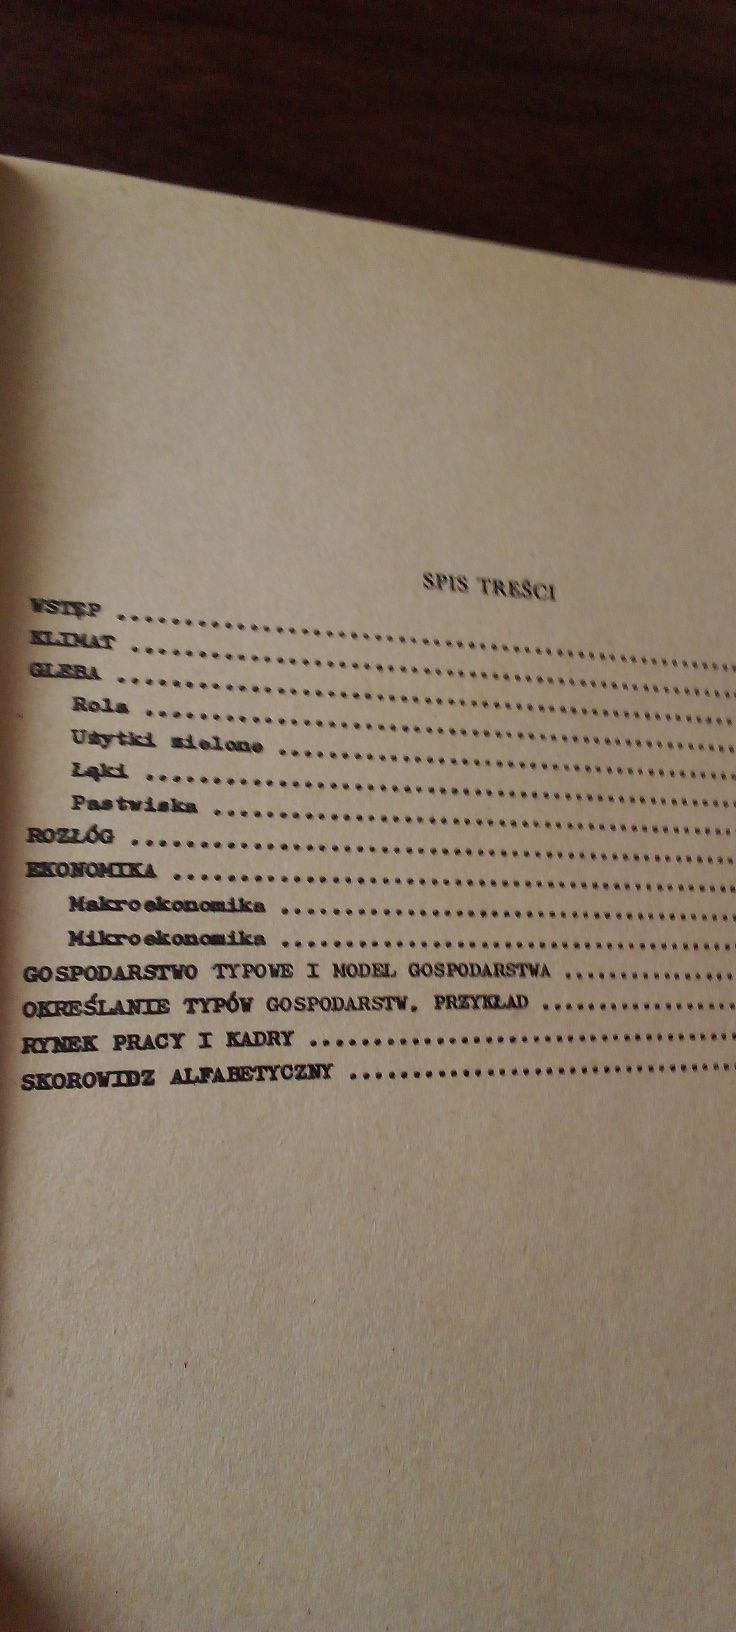 SPIS TREŚCI
WSTĘP ........................................
KLIMAT ........................................
GLEBA ........................................
Rola ........................................
Użytki zielone ........................................
Łąki ........................................
Pastwiska ........................................
ROZŁÓG ........................................
EKONOMIKA ........................................
Makroekonomika ........................................
Mikroekonomika ........................................
GOSPODARSTWO TYPOWE I MODEL GOSPODARSTWA .............
OKREŚLANIE TYPÓW GOSPODARSTW. PRZYKŁAD ...............
RYNEK PRACY I KADRY ..................................
SKOROWIDZ ALFABETYCZNY ...............................